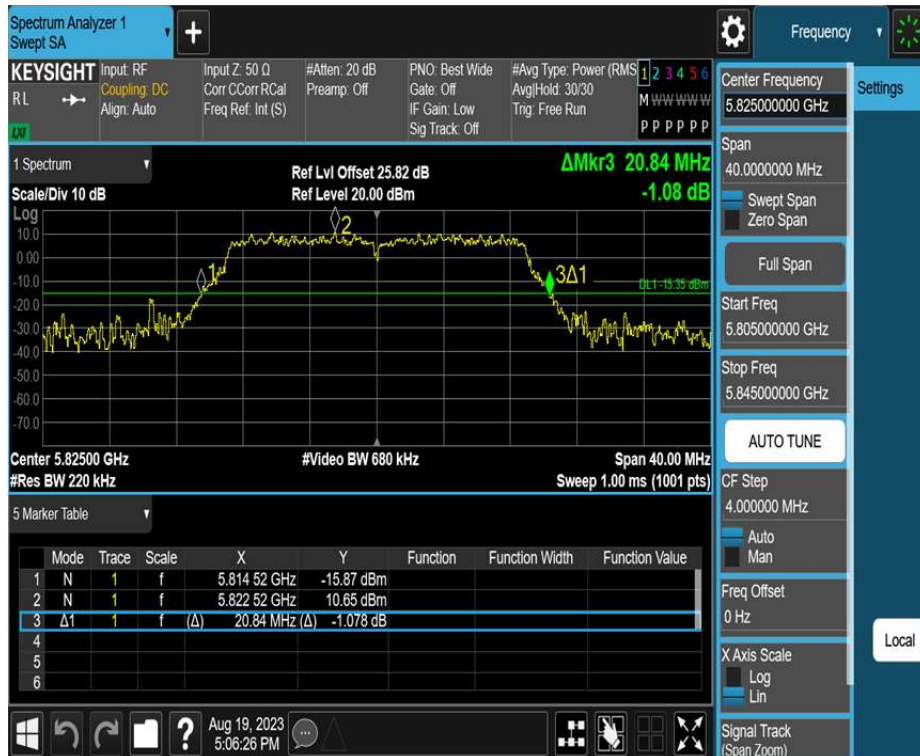 Spectrum Analyzer 1
Swept SA
+
Frequency
KEYSIGHT
RL
LXI
Input: RF
Coupling: DC
Align: Auto
Input Z: 50 Ω
Corr CCorr RCal
Freq Ref: Int (S)
#Atten: 20 dB
Preamp: Off
PNO: Best Wide
Gate: Off
IF Gain: Low
Sig Track: Off
#Avg Type: Power (RMS
Avg|Hold: 30/30
Trig: Free Run
1 2 3 4 5 6
M W W W W W
P P P P P P
1 Spectrum
Scale/Div 10 dB
Ref Lvl Offset 25.82 dB
Ref Level 20.00 dBm
ΔMkr3 20.84 MHz
-1.08 dB
Log
10.0
0.00
-10.0
-20.0
-30.0
-40.0
-50.0
-60.0
-70.0
1
2
3Δ1
DL1 -15.35 dBm
Center 5.82500 GHz
#Res BW 220 kHz
#Video BW 680 kHz
Span 40.00 MHz
Sweep 1.00 ms (1001 pts)
5 Marker Table
Mode Trace Scale X Y Function Function Width Function Value
1 N 1 f 5.814 52 GHz -15.87 dBm
2 N 1 f 5.822 52 GHz 10.65 dBm
3 Δ1 1 f (Δ) 20.84 MHz (Δ) -1.078 dB
4
5
6
?
Aug 19, 2023
5:06:26 PM
Center Frequency
5.825000000 GHz
Span
40.0000000 MHz
Swept Span
Zero Span
Full Span
Start Freq
5.805000000 GHz
Stop Freq
5.845000000 GHz
AUTO TUNE
CF Step
4.000000 MHz
Auto
Man
Freq Offset
0 Hz
X Axis Scale
Log
Lin
Signal Track
(Span Zoom)
Settings
Local